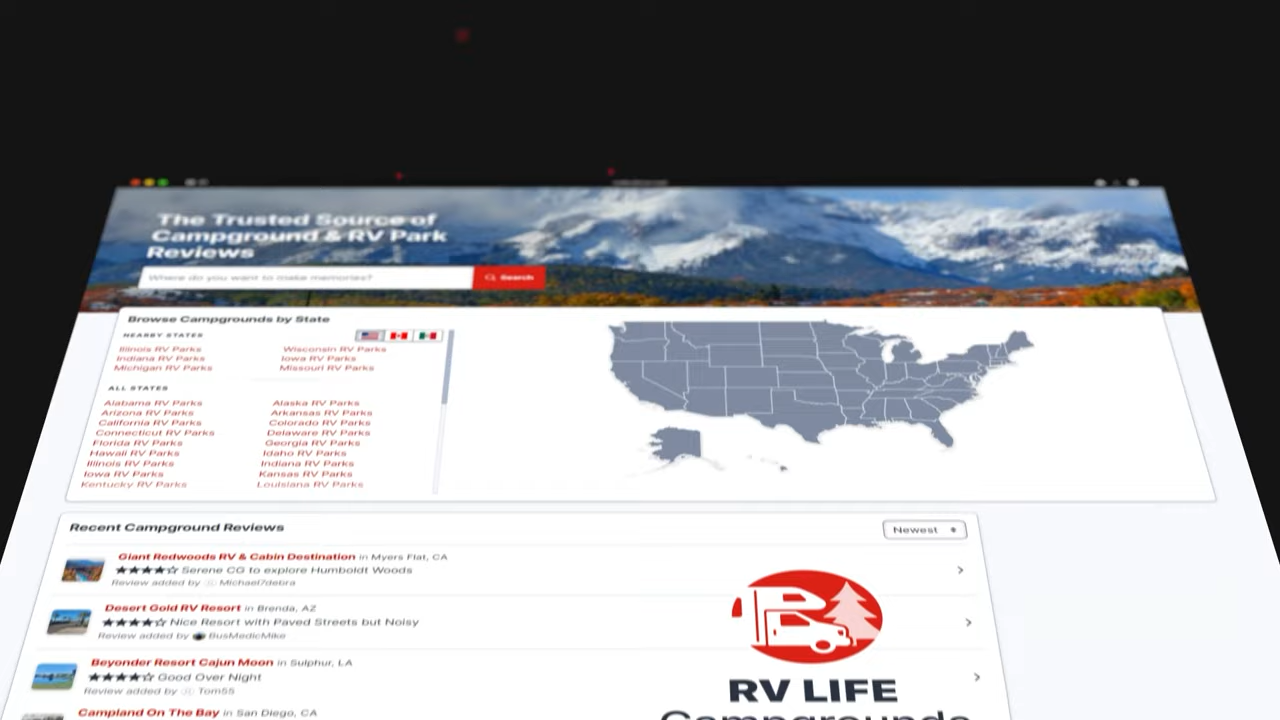 The Trusted Source of
Campground & RV Park
Reviews
Where do you want to make memories?
Search
Browse Campgrounds by State
NEARBY STATES
Illinois RV Parks
Wisconsin RV Parks
Indiana RV Parks
Iowa RV Parks
Michigan RV Parks
Missouri RV Parks
ALL STATES
Alabama RV Parks
Alaska RV Parks
Arizona RV Parks
Arkansas RV Parks
California RV Parks
Colorado RV Parks
Connecticut RV Parks
Delaware RV Parks
Florida RV Parks
Georgia RV Parks
Hawaii RV Parks
Idaho RV Parks
Illinois RV Parks
Indiana RV Parks
Iowa RV Parks
Kansas RV Parks
Kentucky RV Parks
Louisiana RV Parks
Recent Campground Reviews
Newest
Giant Redwoods RV & Cabin Destination in Myers Flat, CA
★★★★☆ Serene CG to explore Humboldt Woods
Review added by Michael7debra
Desert Gold RV Resort in Brenda, AZ
★★★★☆ Nice Resort with Paved Streets but Noisy
Review added by BusMedicMike
Beyonder Resort Cajun Moon in Sulphur, LA
★★★★☆ Good Over Night
Review added by Tom55
Campland On The Bay in San Diego, CA
RV LIFE
Campgrounds